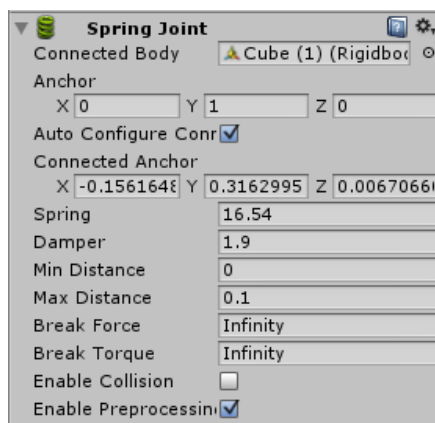 Spring Joint
Connected Body Cube (1) (Rigidboc
Anchor
X 0 Y 1 Z 0
Auto Configure Conr
Connected Anchor
X -0.1561648 Y 0.3162995 Z 0.00670666
Spring 16.54
Damper 1.9
Min Distance 0
Max Distance 0.1
Break Force Infinity
Break Torque Infinity
Enable Collision
Enable Preprocessin